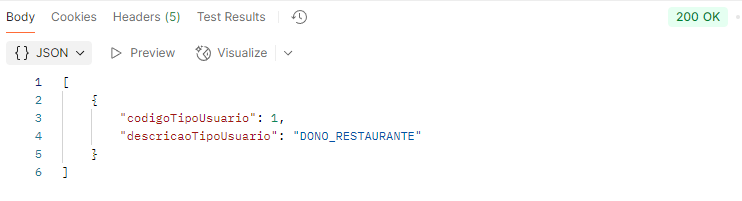 Body Cookies Headers (5) Test Results 200 OK
{} JSON Preview Visualize
1 [
2 {
3 "codigoTipoUsuario": 1,
4 "descricaoTipoUsuario": "DONO_RESTAURANTE"
5 }
6 ]